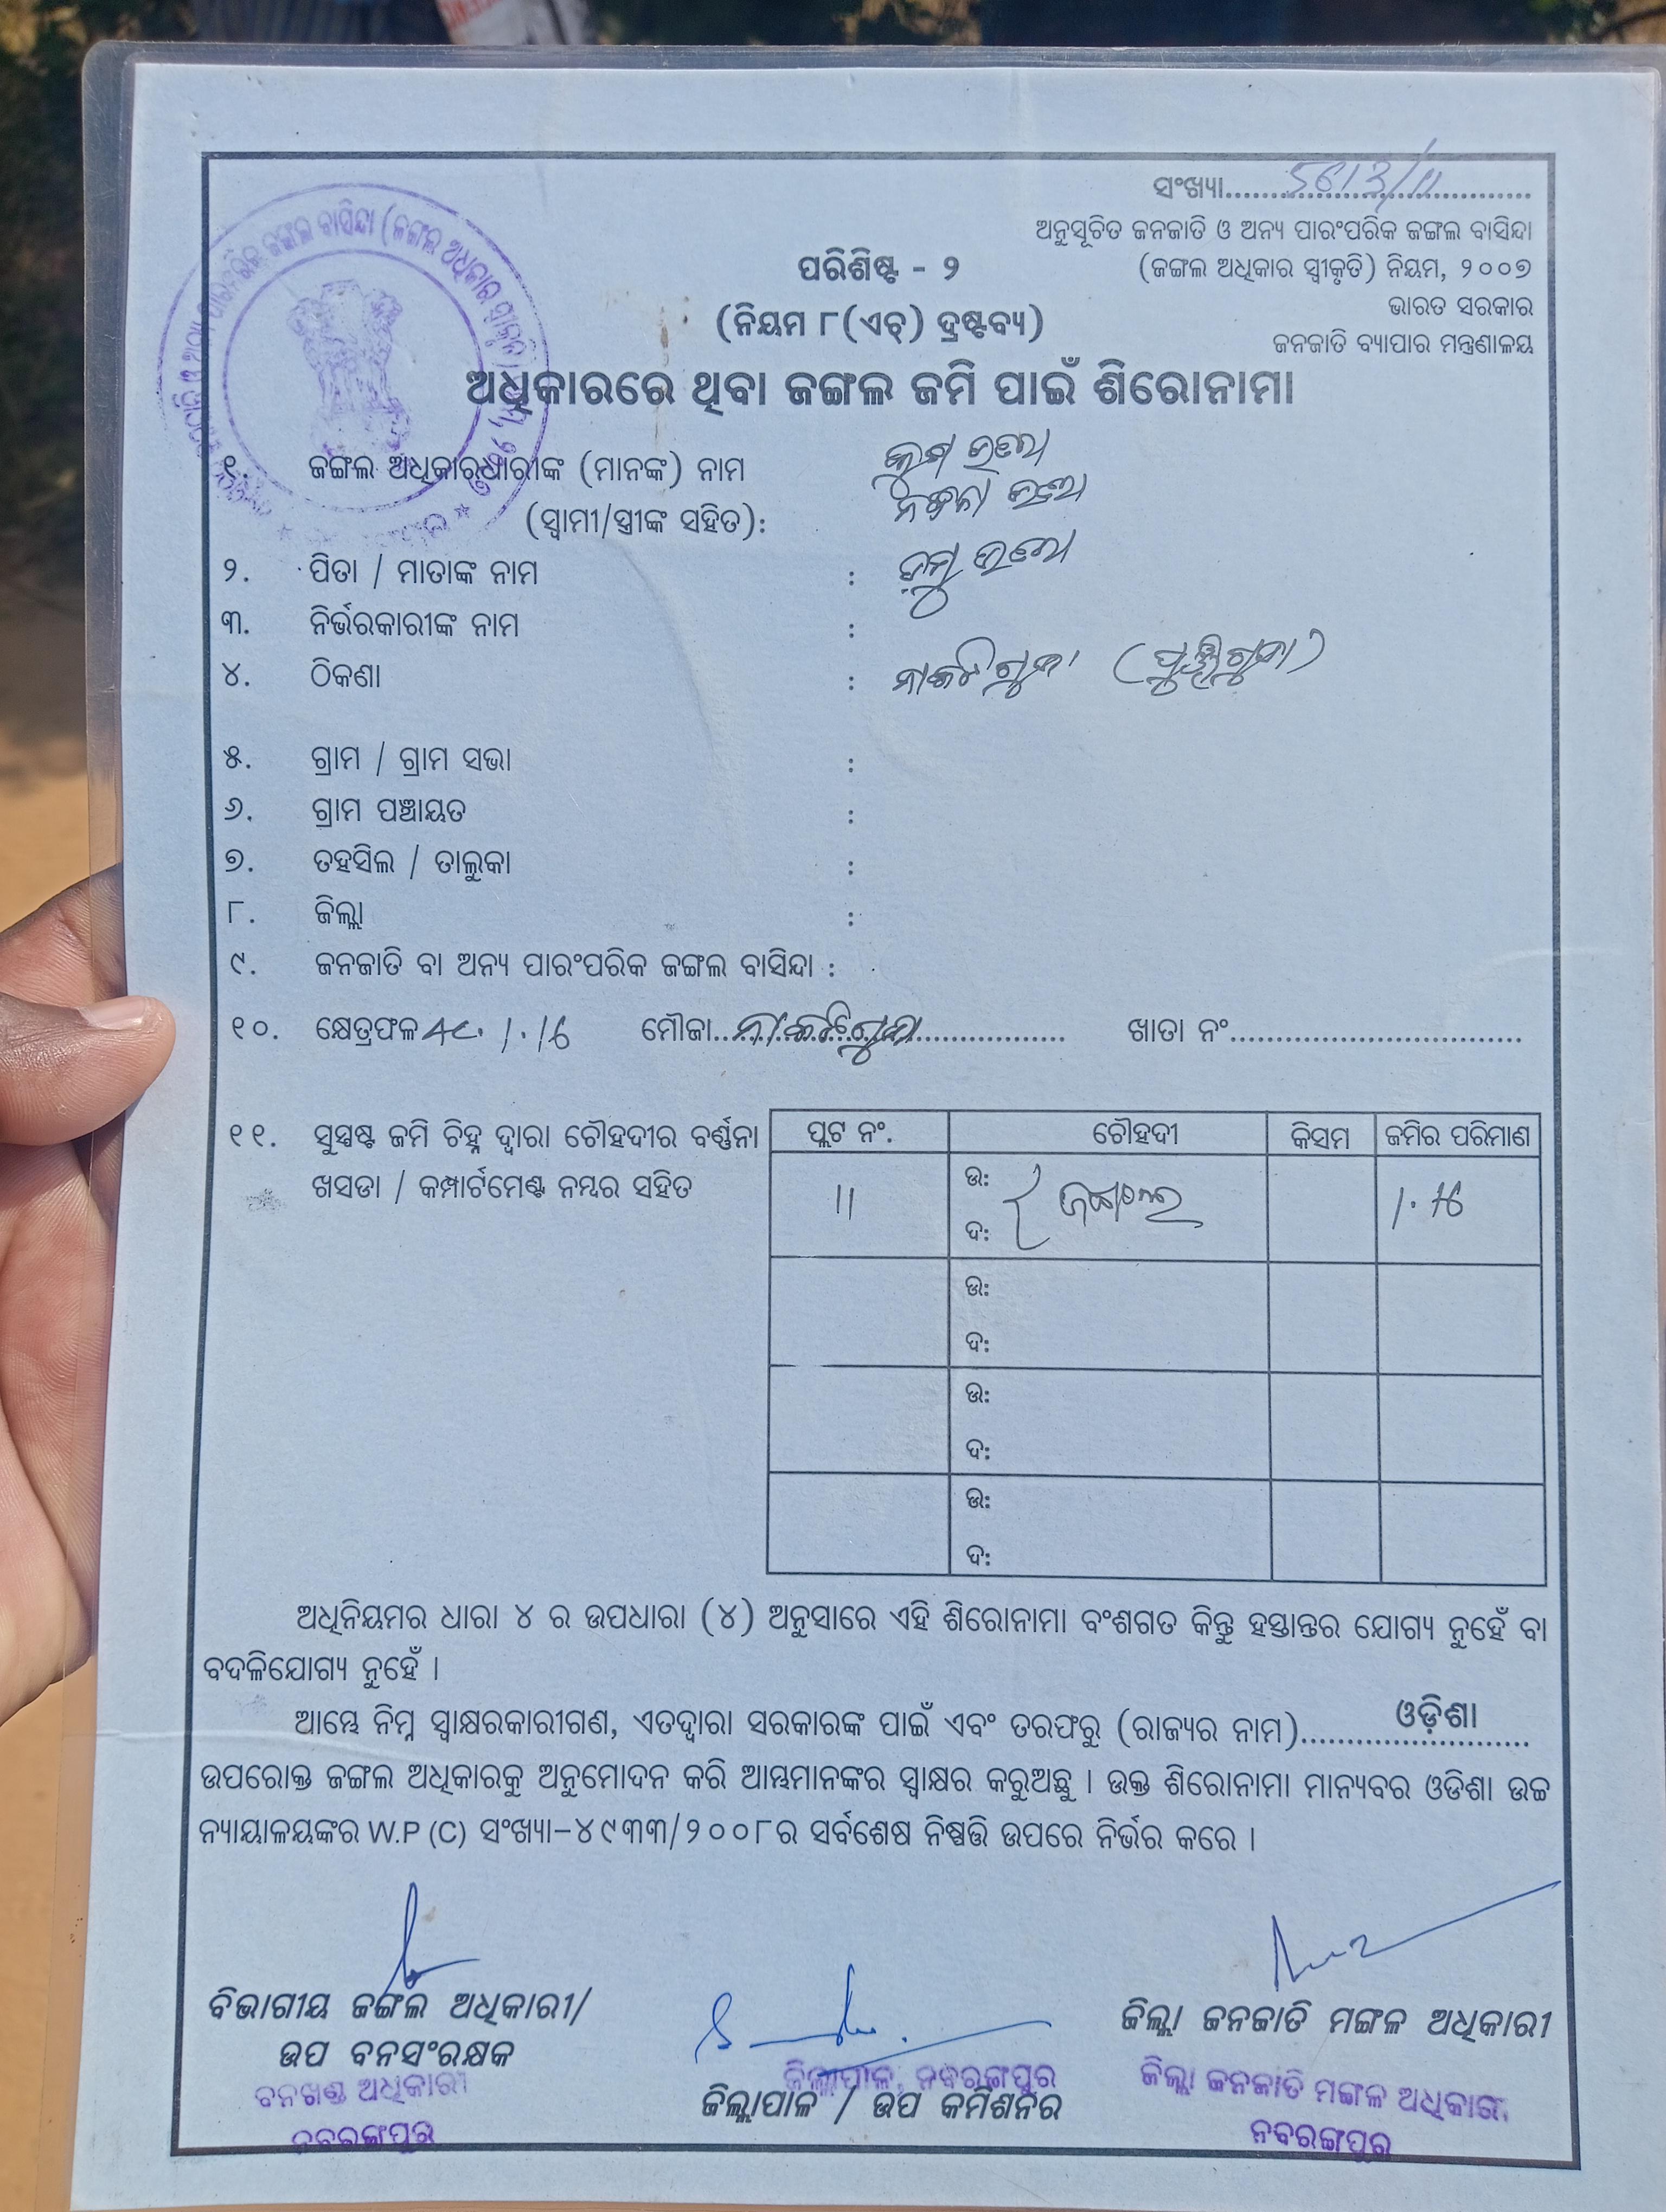 ସଂଖ୍ୟା..............................
ଅନୁସୂଚିତ ଜନଜାତି ଓ ଅନ୍ୟ ପାରଂପରିକ ଜଙ୍ଗଲ ବାସିନ୍ଦା
(ଜଙ୍ଗଲ ଅଧିକାର ସ୍ୱୀକୃତି) ନିୟମ, ୨୦୦୭
ଭାରତ ସରକାର
ଜନଜାତି ବ୍ୟାପାର ମନ୍ତ୍ରଣାଳୟ
ପରିଶିଷ୍ଟ - ୨
(ନିୟମ ୮(ଏଚ୍) ଦ୍ରଷ୍ଟବ୍ୟ)
ଅଧିକାରରେ ଥିବା ଜଙ୍ଗଲ ଜମି ପାଇଁ ଶିରୋନାମା
୧. ଜଙ୍ଗଲ ଅଧିକାରଧାରୀଙ୍କ (ମାନଙ୍କ) ନାମ
(ସ୍ୱାମୀ/ସ୍ତ୍ରୀଙ୍କ ସହିତ):
୨. ପିତା / ମାତାଙ୍କ ନାମ :
୩. ନିର୍ଭରକାରୀଙ୍କ ନାମ :
୪. ଠିକଣା :
୫. ଗ୍ରାମ / ଗ୍ରାମ ସଭା :
୬. ଗ୍ରାମ ପଞ୍ଚାୟତ :
୭. ତହସିଲ / ତାଲୁକା :
୮. ଜିଲ୍ଲା :
୯. ଜନଜାତି ବା ଅନ୍ୟ ପାରଂପରିକ ଜଙ୍ଗଲ ବାସିନ୍ଦା :
୧୦. କ୍ଷେତ୍ରଫଳ Ac. 1.16 ମୌଜା.............................. ଖାତା ନଂ..............................
୧୧. ସୁସ୍ପଷ୍ଟ ଜମି ଚିହ୍ନ ଦ୍ୱାରା ଚୌହଦୀର ବର୍ଣ୍ଣନା
ଖସଡା / କମ୍ପାର୍ଟମେଣ୍ଟ ନମ୍ବର ସହିତ
ପ୍ଲଟ ନଂ. ଚୌହଦୀ କିସମ ଜମିର ପରିମାଣ
11 ଉ: ଜଙ୍ଗଲ 1.16
ଦ:
ଉ:
ଦ:
ଉ:
ଦ:
ଉ:
ଦ:
ଅଧିନିୟମର ଧାରା ୪ ର ଉପଧାରା (୪) ଅନୁସାରେ ଏହି ଶିରୋନାମା ବଂଶଗତ କିନ୍ତୁ ହସ୍ତାନ୍ତର ଯୋଗ୍ୟ ନୁହେଁ ବା
ବଦଳିଯୋଗ୍ୟ ନୁହେଁ ।
ଆମ୍ଭେ ନିମ୍ନ ସ୍ୱାକ୍ଷରକାରୀଗଣ, ଏତଦ୍ଦ୍ୱାରା ସରକାରଙ୍କ ପାଇଁ ଏବଂ ତରଫରୁ (ରାଜ୍ୟର ନାମ)..........ଓଡ଼ିଶା..........
ଉପରୋକ୍ତ ଜଙ୍ଗଲ ଅଧିକାରକୁ ଅନୁମୋଦନ କରି ଆମ୍ଭମାନଙ୍କର ସ୍ୱାକ୍ଷର କରୁଅଛୁ । ଉକ୍ତ ଶିରୋନାମା ମାନ୍ୟବର ଓଡିଶା ଉଚ୍ଚ
ନ୍ୟାୟାଳୟଙ୍କର W.P (C) ସଂଖ୍ୟା-୪୯୩୩/୨୦୦୮ର ସର୍ବଶେଷ ନିଷ୍ପତ୍ତି ଉପରେ ନିର୍ଭର କରେ ।
ବିଭାଗୀୟ ଜଙ୍ଗଲ ଅଧିକାରୀ/
ଉପ ବନସଂରକ୍ଷକ
ବନଖଣ୍ଡ ଅଧିକାରୀ
ନବରଙ୍ଗପୁର
ଜିଲ୍ଲାପାଳ, ନବରଙ୍ଗପୁର
ଜିଲ୍ଲାପାଳ / ଉପ କମିଶନର
ଜିଲ୍ଲା ଜନଜାତି ମଙ୍ଗଳ ଅଧିକାରୀ
ଜିଲ୍ଲା ଜନଜାତି ମଙ୍ଗଳ ଅଧିକାରୀ
ନବରଙ୍ଗପୁର